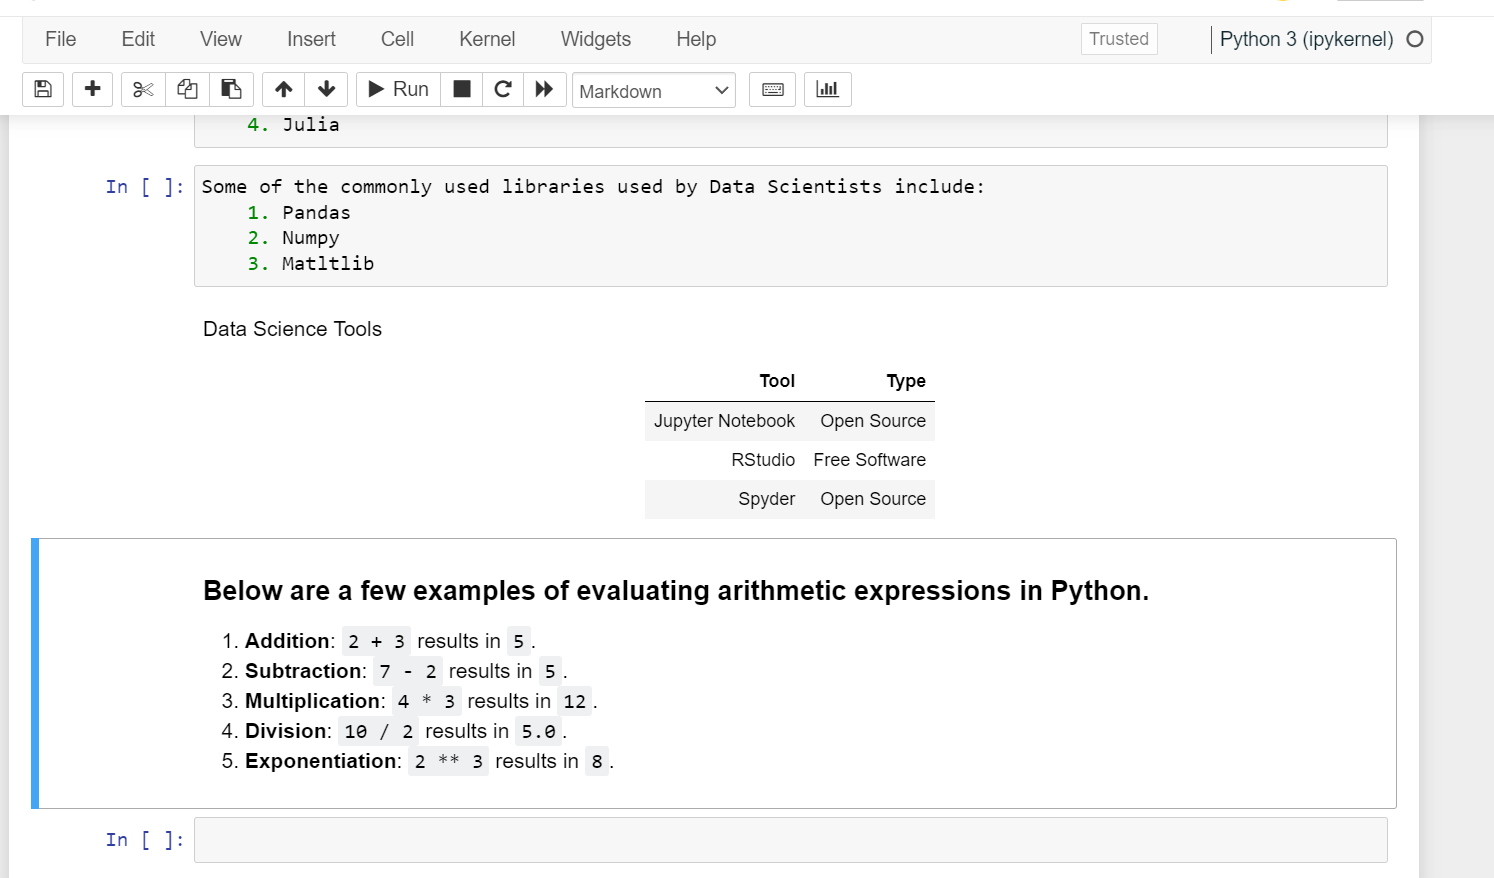 File Edit View Insert Cell Kernel Widgets Help Trusted Python 3 (ipykernel)
Run Markdown
4. Julia
In [ ]: Some of the commonly used libraries used by Data Scientists include:
1. Pandas
2. Numpy
3. Matltlib
Data Science Tools
Tool Type
Jupyter Notebook Open Source
RStudio Free Software
Spyder Open Source
Below are a few examples of evaluating arithmetic expressions in Python.
1. Addition: 2 + 3 results in 5.
2. Subtraction: 7 - 2 results in 5.
3. Multiplication: 4 * 3 results in 12.
4. Division: 10 / 2 results in 5.0.
5. Exponentiation: 2 ** 3 results in 8.
In [ ]: